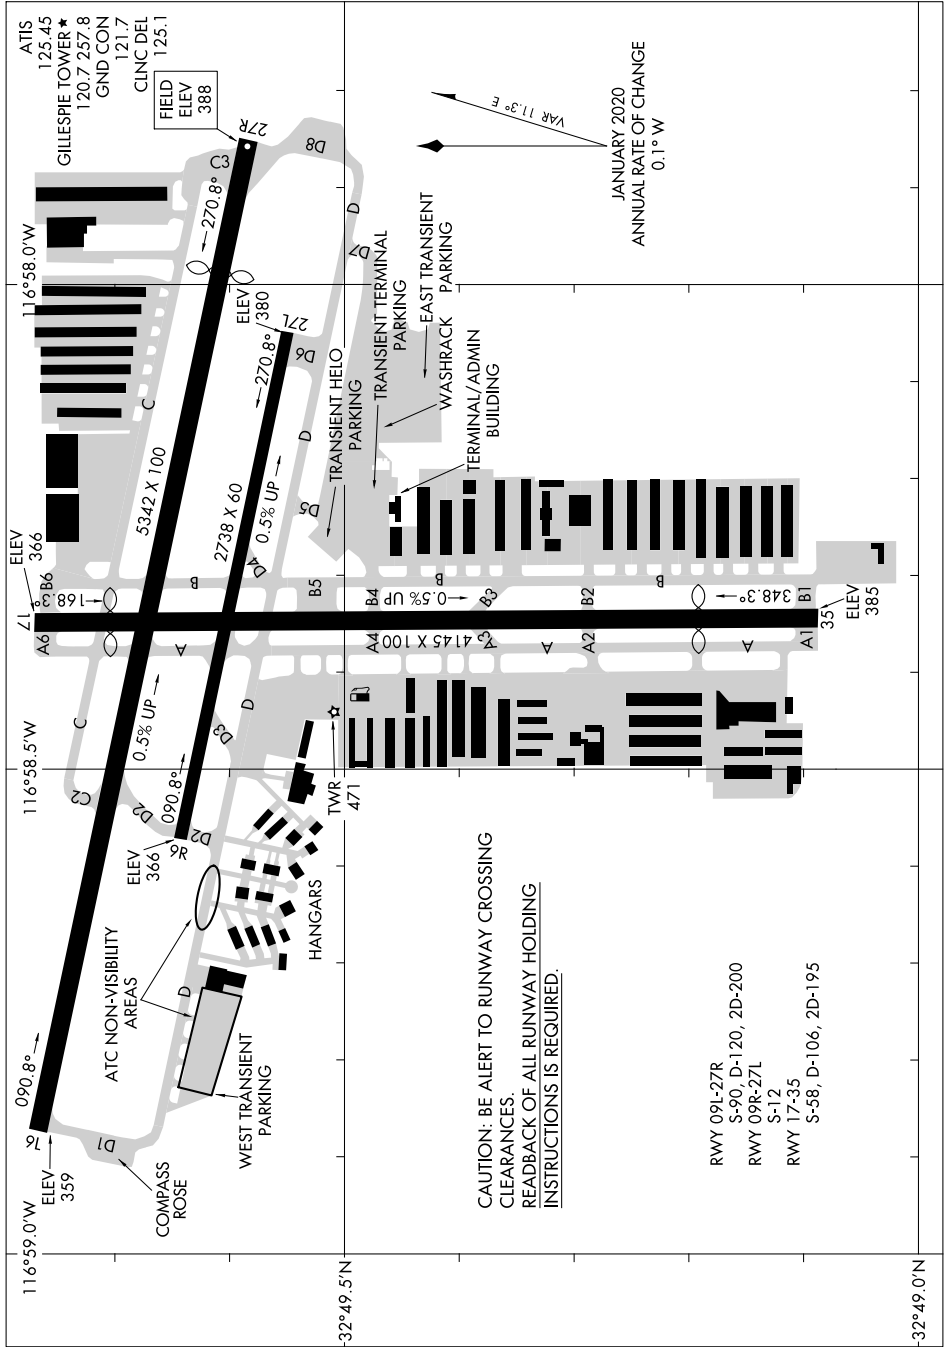 ATIS
125.45
GILLESPIE TOWER★
120.7 257.8
GND CON
121.7
CLNC DEL
125.1
FIELD
ELEV
388
27R
C3
D8
270.8°
D
D7
VAR 11.3° E
JANUARY 2020
ANNUAL RATE OF CHANGE
0.1° W
116°58.0'W
ELEV
380
27L
270.8°
D6
C
D
5342 X 100
2738 X 60
0.5% UP
D5
D4
TRANSIENT HELO
PARKING
TRANSIENT TERMINAL
PARKING
EAST TRANSIENT
PARKING
WASHRACK
TERMINAL/ADMIN
BUILDING
ELEV
366
17
B6
A6
168.3°
B
B5
B4
B
0.5% UP
B3
B2
B
348.3°
B1
35
ELEV
385
A
A4
4145 X 100
A3
A
A2
A
A1
C
0.5% UP
D
D3
116°58.5'W
C2
D2
090.8°
D2
9R
ELEV
366
TWR
471
HANGARS
ATC NON-VISIBILITY
AREAS
D
WEST TRANSIENT
PARKING
090.8°
9L
D1
ELEV
359
COMPASS
ROSE
116°59.0'W
32°49.5'N
32°49.0'N
CAUTION: BE ALERT TO RUNWAY CROSSING
CLEARANCES.
READBACK OF ALL RUNWAY HOLDING
INSTRUCTIONS IS REQUIRED.
RWY 09L-27R
S-90, D-120, 2D-200
RWY 09R-27L
S-12
RWY 17-35
S-58, D-106, 2D-195